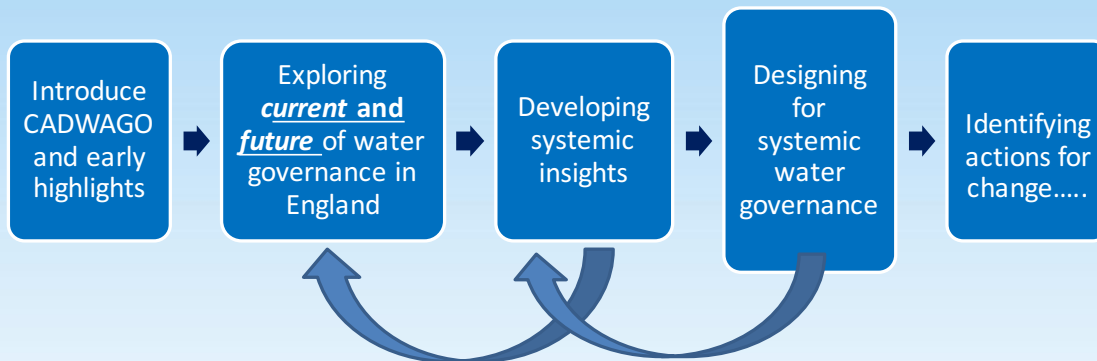 Introduce
CADWAGO
and early
highlights
Exploring
current and
future of water
governance in
England
Developing
systemic
insights
Designing
for
systemic
water
governance
Identifying
actions for
change.....